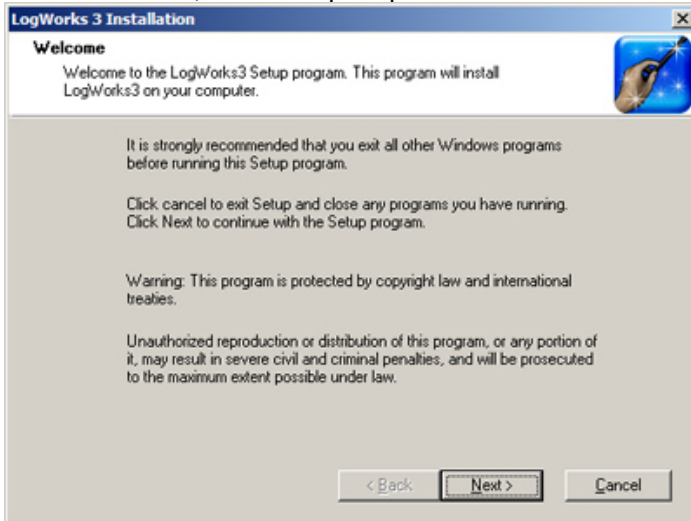 LogWorks 3 Installation
Welcome
Welcome to the LogWorks3 Setup program. This program will install
LogWorks3 on your computer.
It is strongly recommended that you exit all other Windows programs
before running this Setup program.
Click cancel to exit Setup and close any programs you have running.
Click Next to continue with the Setup program.
Warning: This program is protected by copyright law and international
treaties.
Unauthorized reproduction or distribution of this program, or any portion of
it, may result in severe civil and criminal penalties, and will be prosecuted
to the maximum extent possible under law.
< Back Next > Cancel